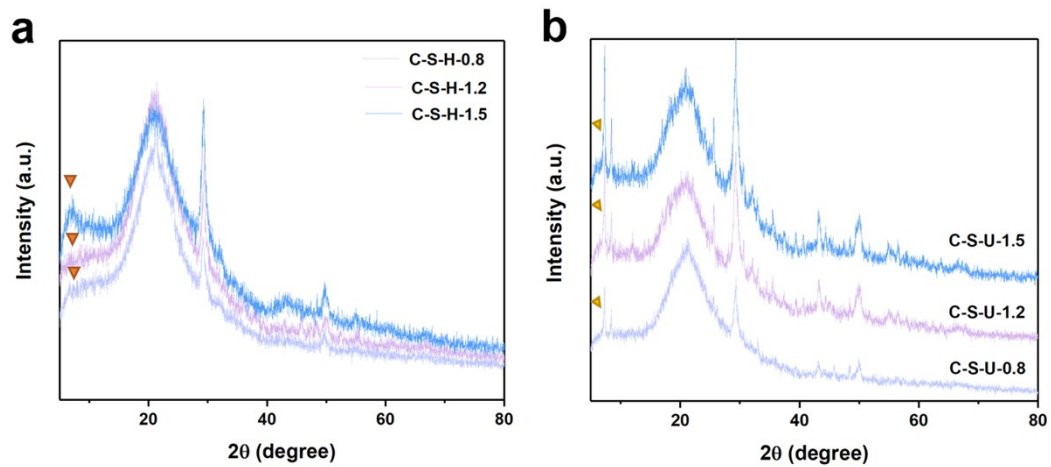 a
C-S-H-0.8
C-S-H-1.2
C-S-H-1.5
Intensity (a.u.)
20
40
60
80
2θ (degree)
b
C-S-U-1.5
C-S-U-1.2
C-S-U-0.8
Intensity (a.u.)
20
40
60
80
2θ (degree)